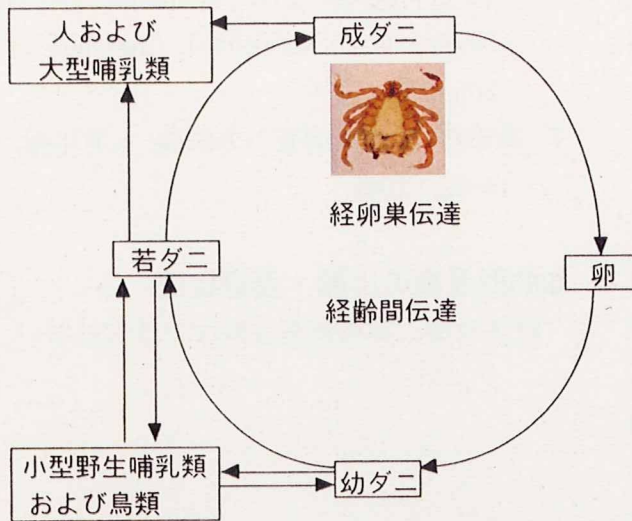 人および
大型哺乳類
成ダニ
経卵巣伝達
若ダニ
卵
経齢間伝達
小型野生哺乳類
および鳥類
幼ダニ